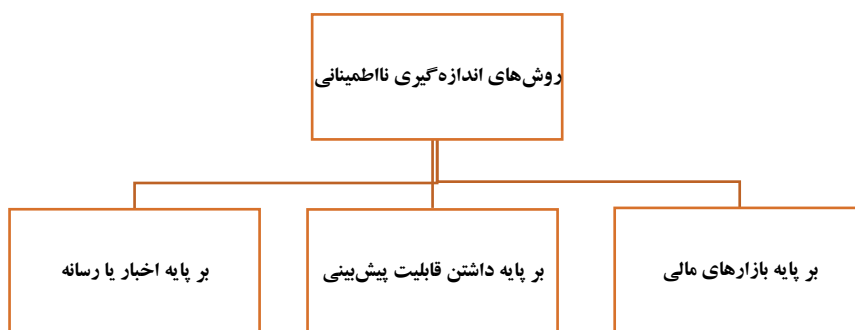 روش‌های اندازه‌گیری نااطمینانی
بر پایه بازارهای مالی
بر پایه داشتن قابلیت پیش‌بینی
بر پایه اخبار یا رسانه